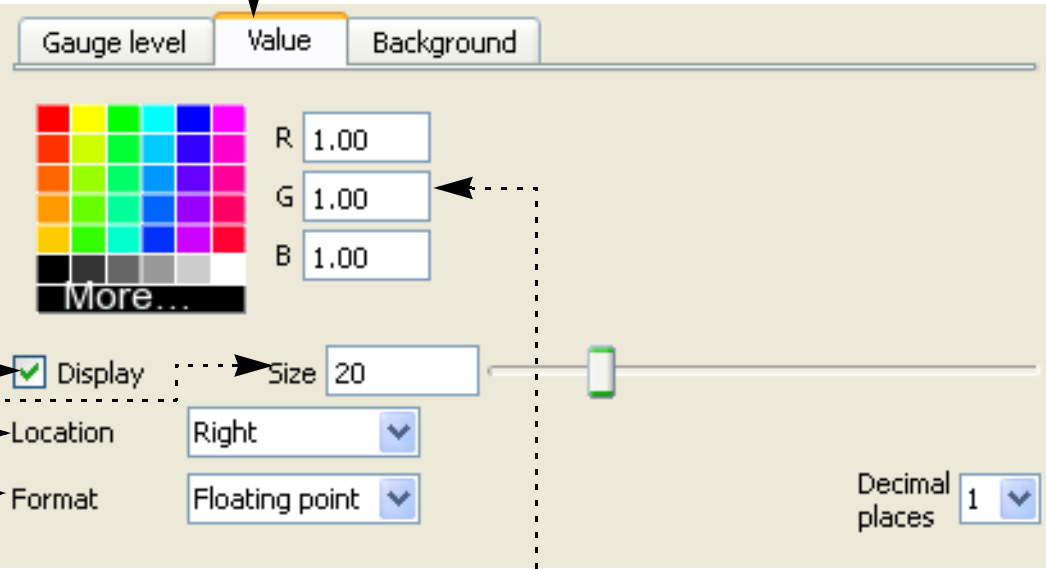 Gauge level Value Background
R 1.00
G 1.00
B 1.00
More...
Display Size 20
Location Right
Format Floating point Decimal places 1